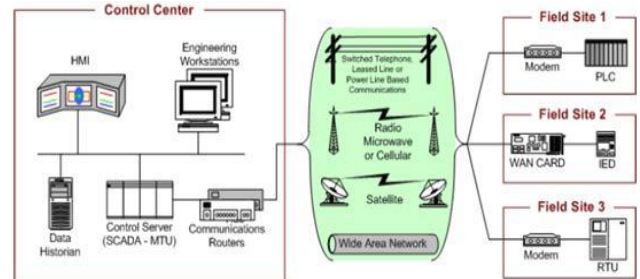 Control Center
HMI
Engineering
Workstations
Data
Historian
Control Server
(SCADA - MTU)
Communications
Routers
Switched Telephone,
Leased Line or
Power Line Based
Communications
Radio
Microwave
or Cellular
Satellite
Wide Area Network
Field Site 1
Modem
PLC
Field Site 2
WAN CARD
IED
Field Site 3
Modem
RTU